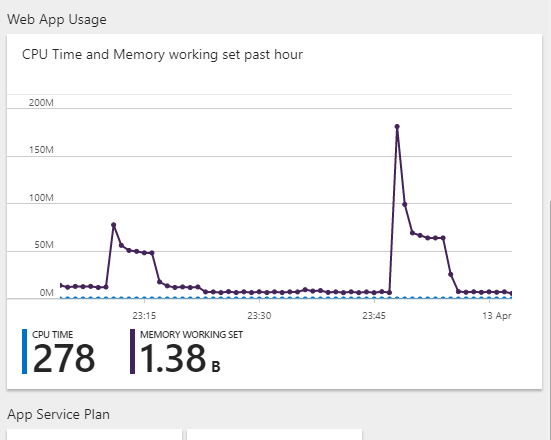 Web App Usage
CPU Time and Memory working set past hour
200M
150M
100M
50M
0M
23:15 23:30 23:45 13 Apr
CPU TIME MEMORY WORKING SET
278 1.38 B
App Service Plan